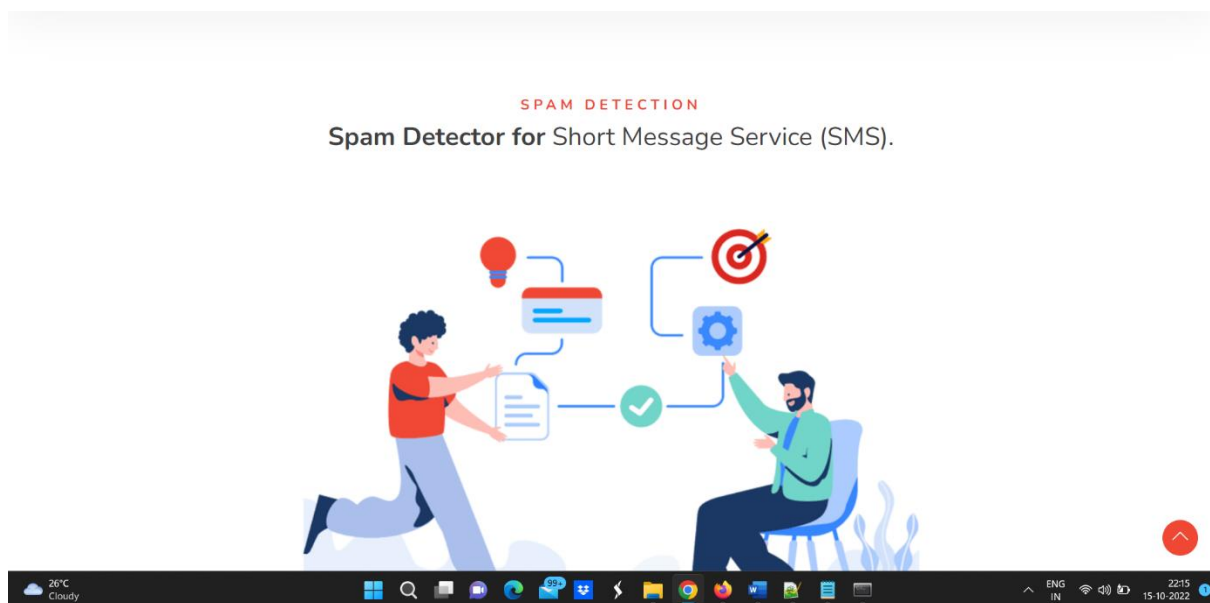 SPAM DETECTION
Spam Detector for Short Message Service (SMS).
26°C
Cloudy
99+
ENG
IN
22:15
15-10-2022
1